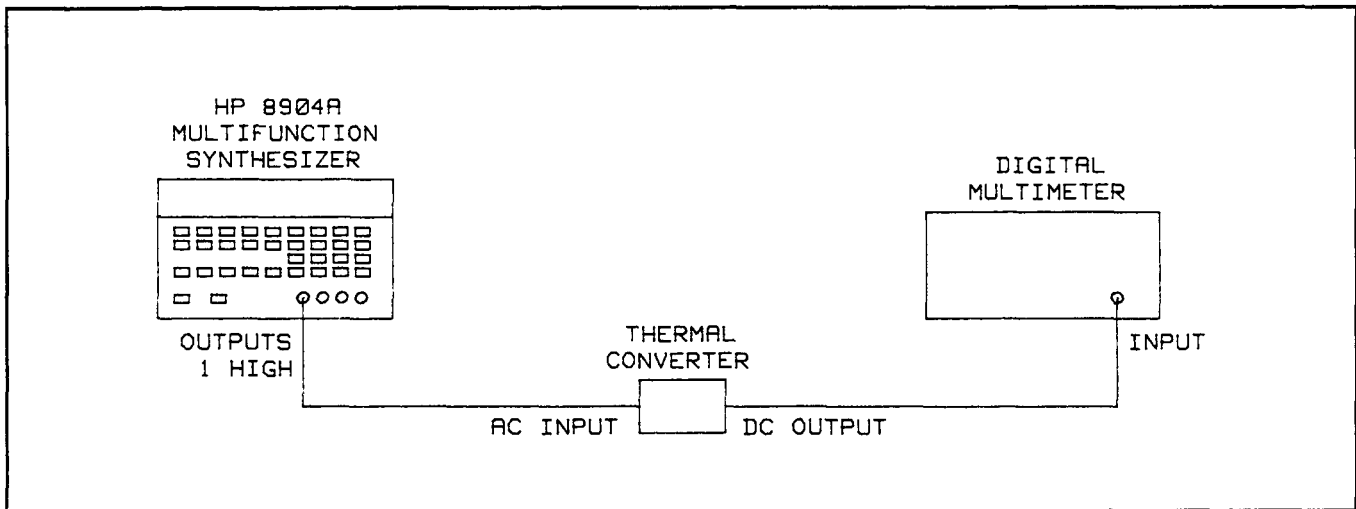 HP 8904A
MULTIFUNCTION
SYNTHESIZER
DIGITAL
MULTIMETER
OUTPUTS
1 HIGH
THERMAL
CONVERTER
INPUT
AC INPUT
DC OUTPUT